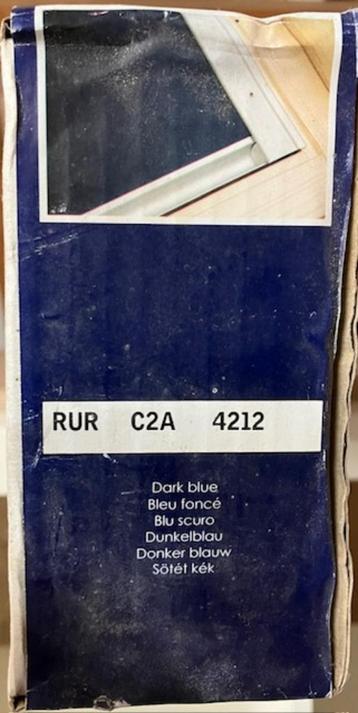 RUR C2A 4212
Dark blue
Bleu foncé
Blu scuro
Dunkelblau
Donker blauw
Sötét kék